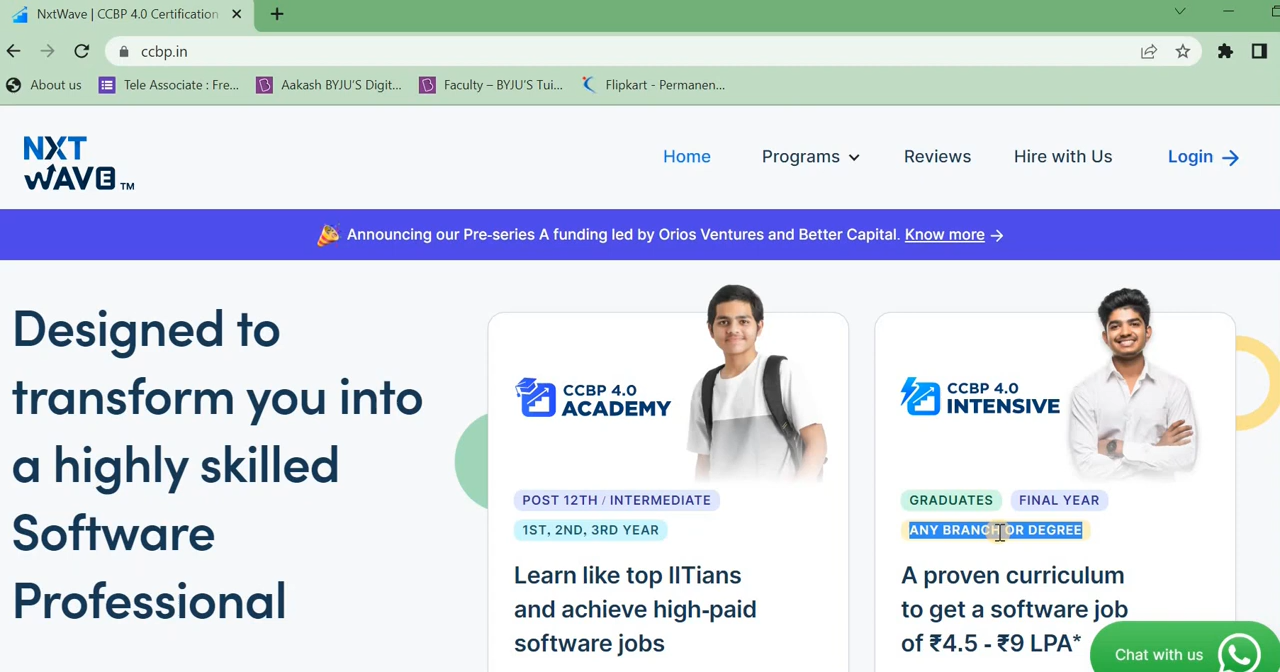 NxtWave | CCBP 4.0 Certification
ccbp.in
About us
Tele Associate : Fre...
Aakash BYJU'S Digit...
Faculty – BYJU'S Tui...
Flipkart - Permanen...
NXT
WAVE TM
Home
Programs
Reviews
Hire with Us
Login →
Announcing our Pre-series A funding led by Orios Ventures and Better Capital. Know more →
Designed to
transform you into
a highly skilled
Software
Professional
CCBP 4.0
ACADEMY
POST 12TH / INTERMEDIATE
1ST, 2ND, 3RD YEAR
Learn like top IITians
and achieve high-paid
software jobs
CCBP 4.0
INTENSIVE
GRADUATES
FINAL YEAR
ANY BRANCH OR DEGREE
A proven curriculum
to get a software job
of ₹4.5 - ₹9 LPA*
Chat with us